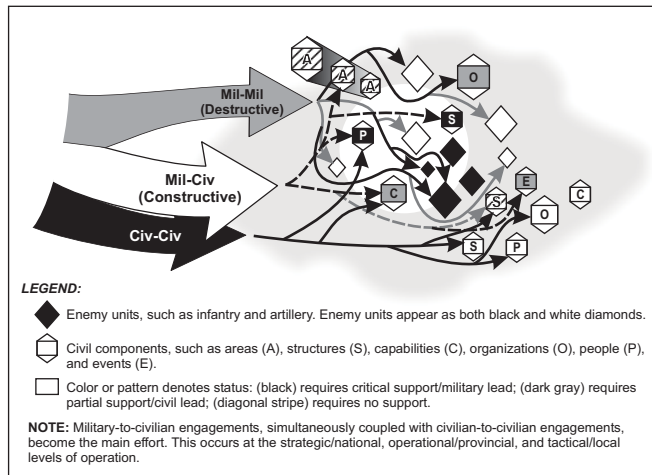 A
A
A
O
Mil-Mil
(Destructive)
S
P
Mil-Civ
(Constructive)
E
C
C
S
O
Civ-Civ
S
P
LEGEND:
Enemy units, such as infantry and artillery. Enemy units appear as both black and white diamonds.
Civil components, such as areas (A), structures (S), capabilities (C), organizations (O), people (P),
and events (E).
Color or pattern denotes status: (black) requires critical support/military lead; (dark gray) requires
partial support/civil lead; (diagonal stripe) requires no support.
NOTE: Military-to-civilian engagements, simultaneously coupled with civilian-to-civilian engagements,
become the main effort. This occurs at the strategic/national, operational/provincial, and tactical/local
levels of operation.